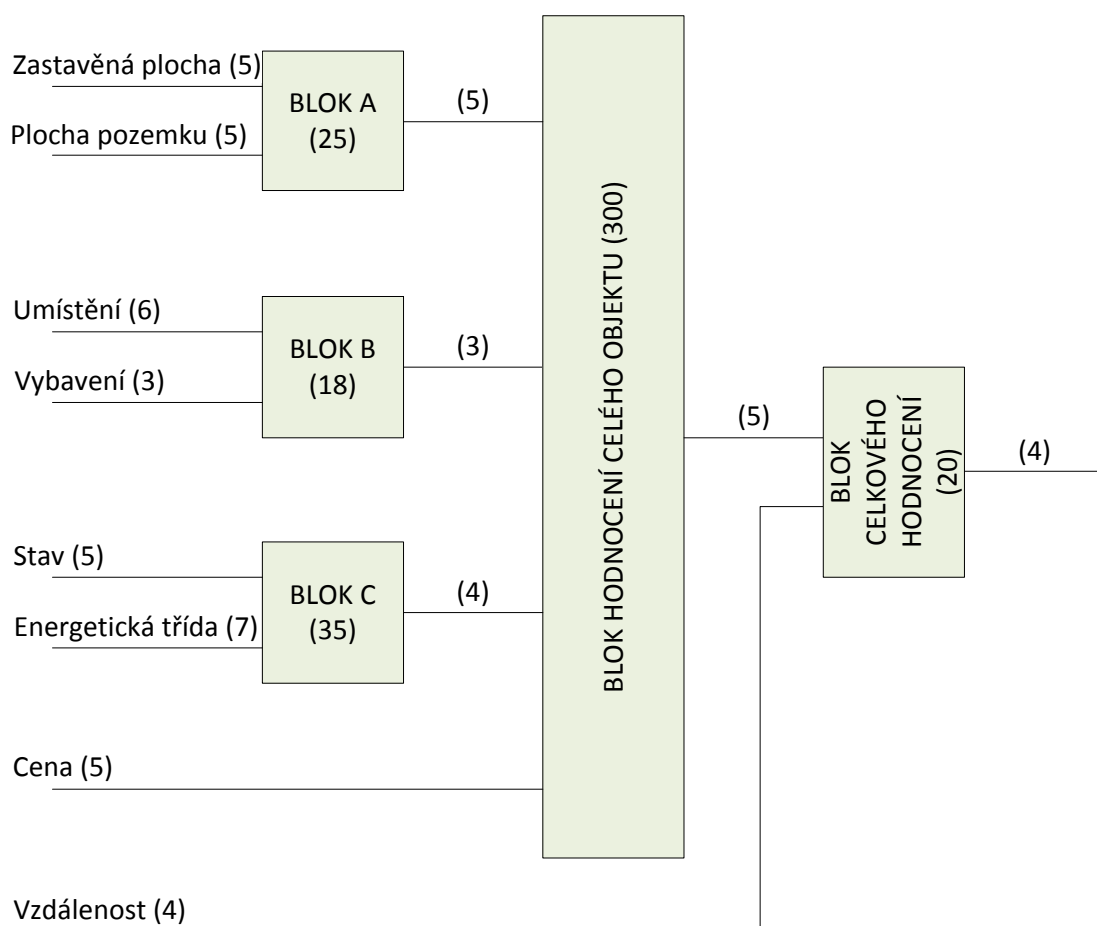 Zastavěná plocha (5)
Plocha pozemku (5)
BLOK A
(25)
(5)
Umístění (6)
Vybavení (3)
BLOK B
(18)
(3)
Stav (5)
Energetická třída (7)
BLOK C
(35)
(4)
Cena (5)
Vzdálenost (4)
BLOK HODNOCENÍ CELÉHO OBJEKTU (300)
(5)
BLOK
CELKOVÉHO
HODNOCENÍ
(20)
(4)